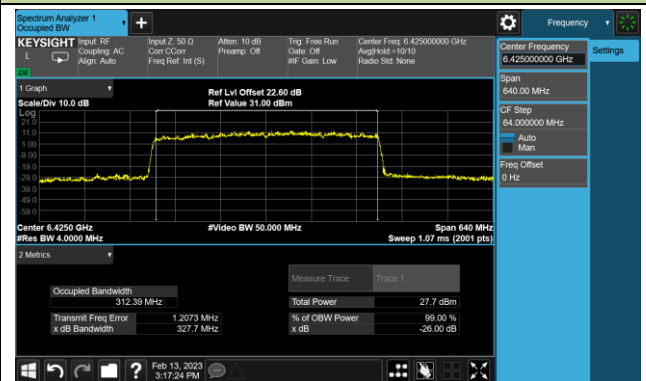 Spectrum Analyzer 1
Occupied BW
+
Frequency
KEYSIGHT
L
Input: RF
Coupling: AC
Align: Auto
Input Z: 50 Ω
Corr CCorr
Freq Ref: Int (S)
Atten: 10 dB
Preamp: Off
Trig: Free Run
Gate: Off
#IF Gain: Low
Center Freq: 6.425000000 GHz
Avg|Hold:>10/10
Radio Std: None
Center Frequency
6.425000000 GHz
Settings
Span
640.00 MHz
CF Step
64.000000 MHz
Auto
Man
Freq Offset
0 Hz
1 Graph
Scale/Div 10.0 dB
Ref Lvl Offset 22.60 dB
Ref Value 31.00 dBm
Log
21.0
11.0
1.00
-9.00
-19.0
-29.0
-39.0
-49.0
-59.0
Center 6.4250 GHz
#Res BW 4.0000 MHz
#Video BW 50.000 MHz
Span 640 MHz
Sweep 1.07 ms (2001 pts)
2 Metrics
Measure Trace
Trace 1
Occupied Bandwidth
312.39 MHz
Total Power
27.7 dBm
Transmit Freq Error
1.2073 MHz
% of OBW Power
99.00 %
x dB Bandwidth
327.7 MHz
x dB
-26.00 dB
?
Feb 13, 2023
3:17:24 PM